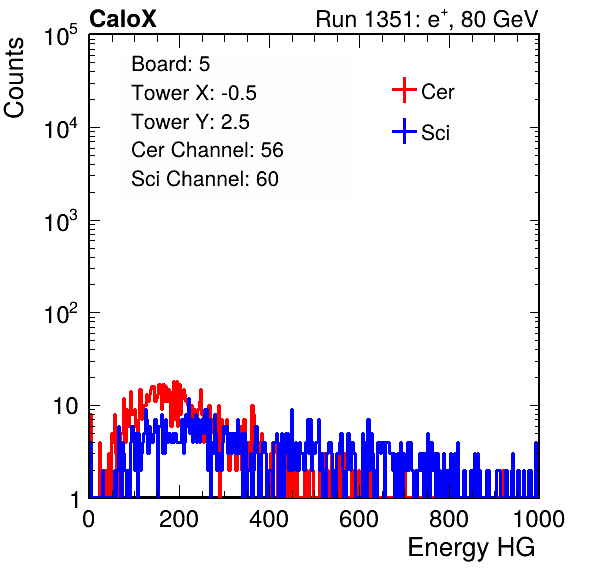 CaloX Run 1351: e⁺, 80 GeV
Counts
10⁵
10⁴
10³
10²
10
1
Board: 5
Tower X: -0.5
Tower Y: 2.5
Cer Channel: 56
Sci Channel: 60
Cer
Sci
0 200 400 600 800 1000
Energy HG